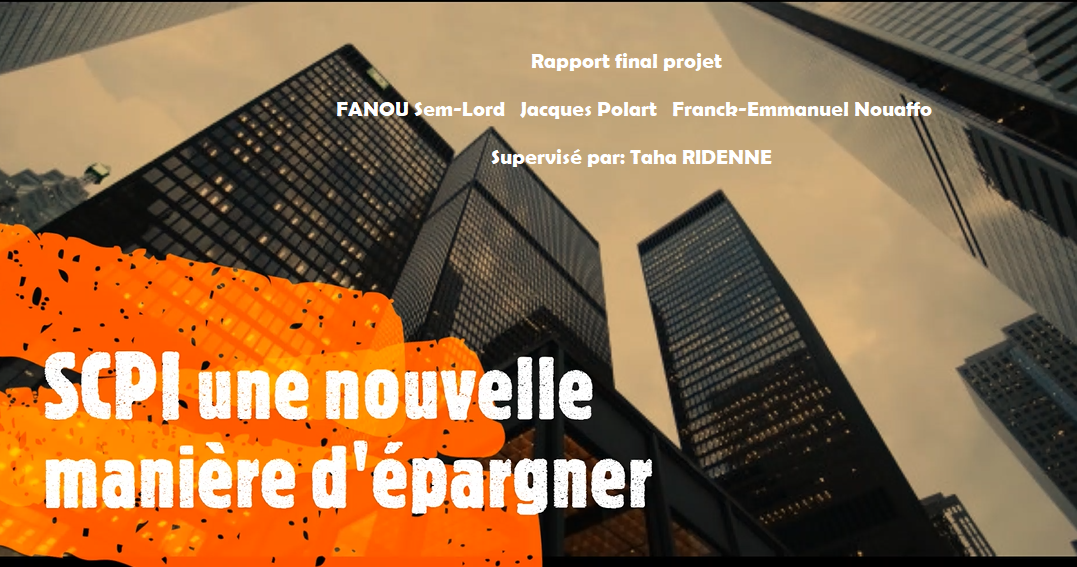 Rapport final projet
FANOU Sem-Lord Jacques Polart Franck-Emmanuel Nouaffo
Supervisé par: Taha RIDENNE
SCPI une nouvelle
manière d'épargner